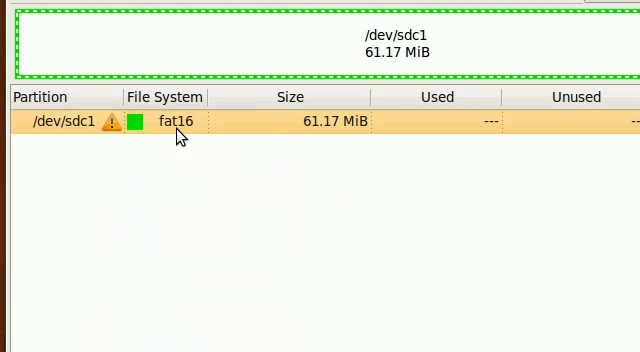 /dev/sdc1
61.17 MiB
Partition File System Size Used Unused
/dev/sdc1 fat16 61.17 MiB --- --